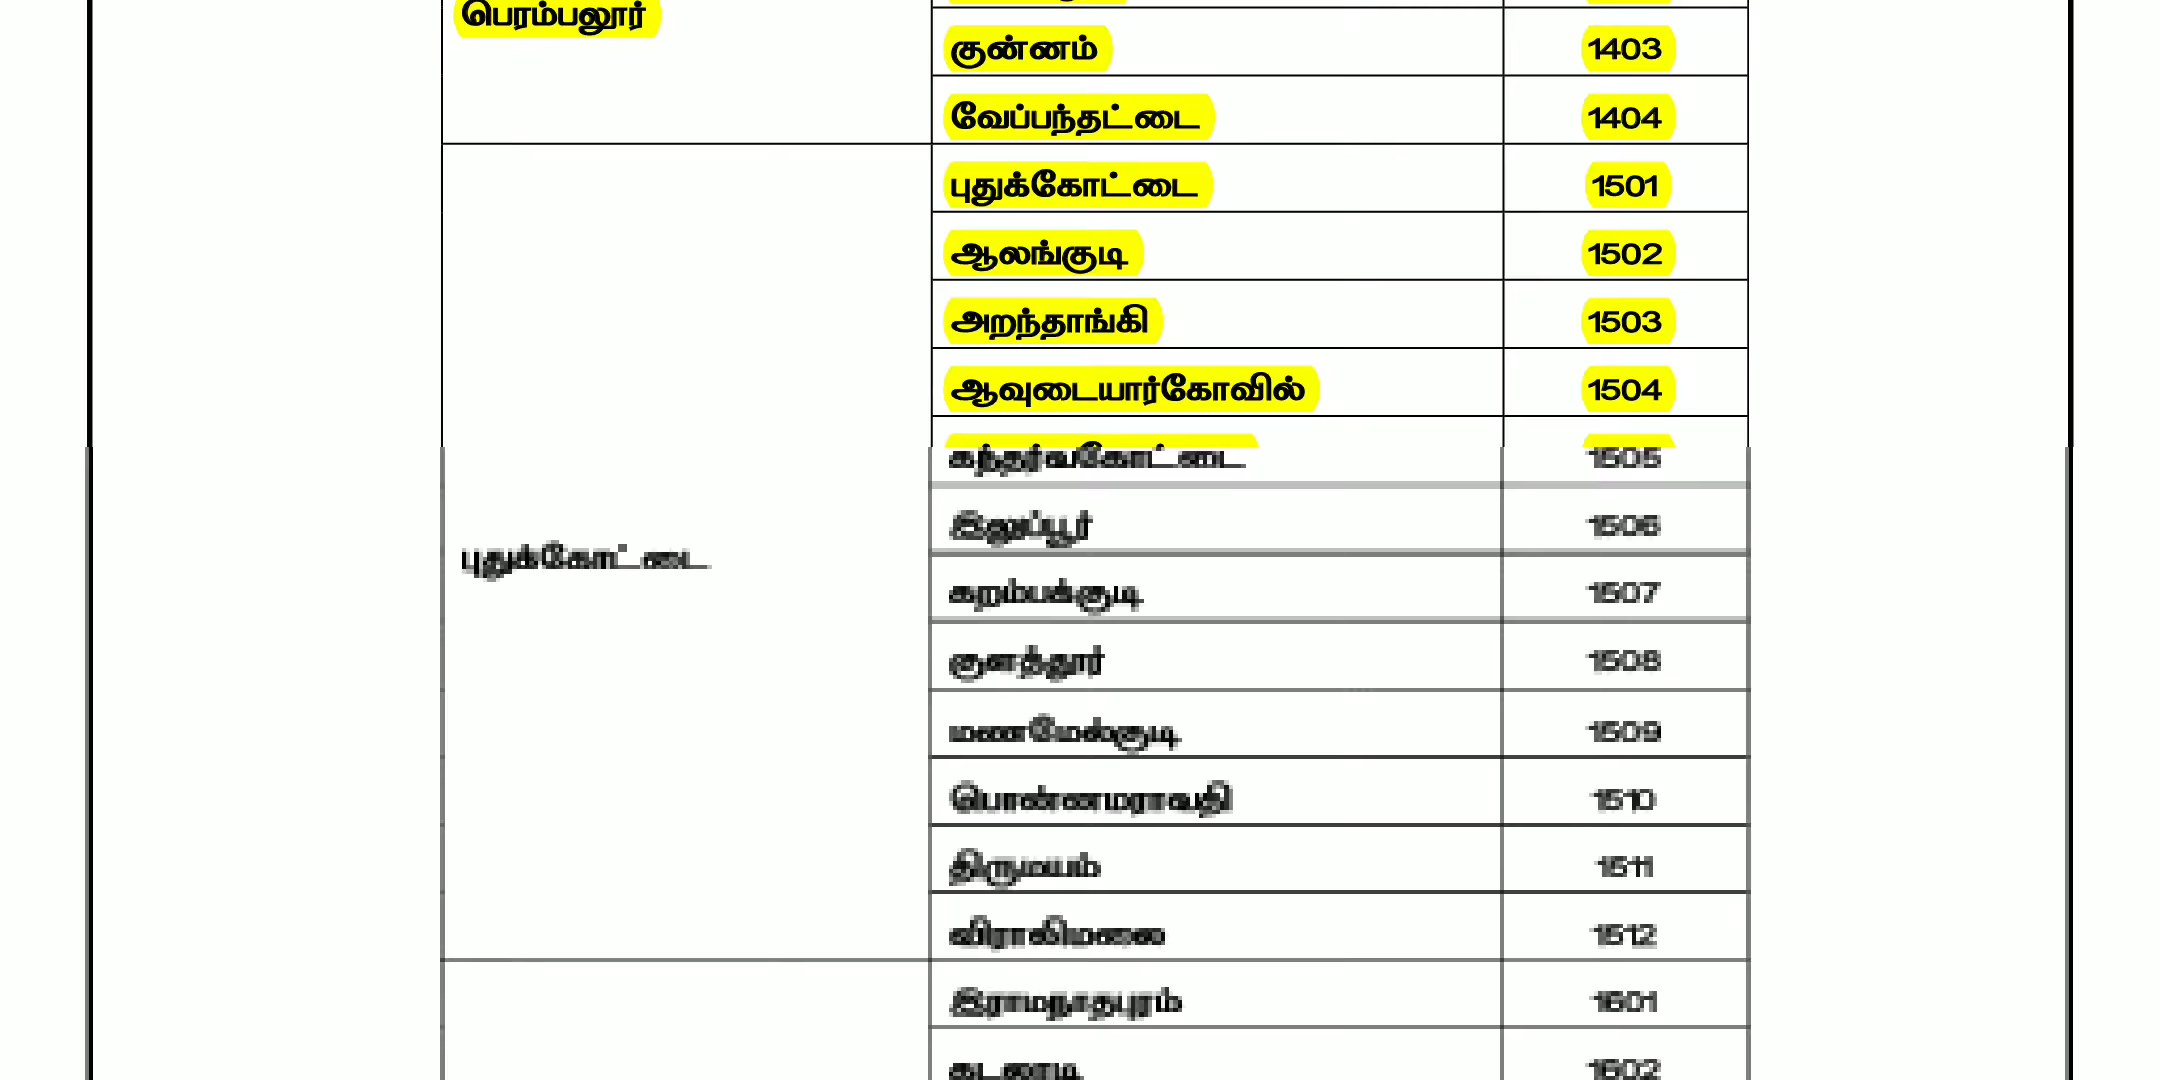 பெரம்பலூர்
குன்னம் 1403
வேப்பந்தட்டை 1404
புதுக்கோட்டை 1501
ஆலங்குடி 1502
அறந்தாங்கி 1503
ஆவுடையார்கோவில் 1504
கந்தர்வகோட்டை 1505
இலுப்பூர் 1506
புதுக்கோட்டை
கறம்பக்குடி 1507
குளத்தூர் 1508
மணமேல்குடி 1509
பொன்னமராவதி 1510
திருமயம் 1511
விராலிமலை 1512
இராமநாதபுரம் 1601
கடலாடி 1602